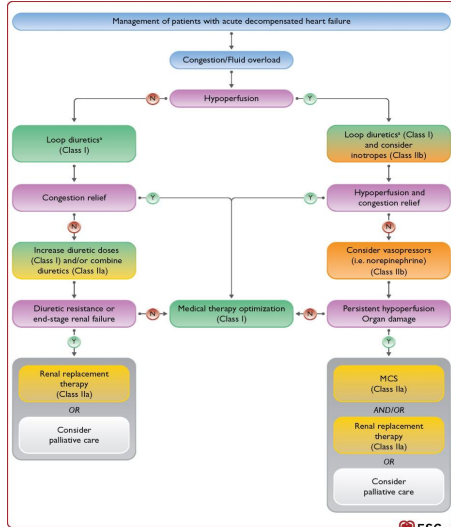 Management of patients with acute decompensated heart failure
Congestion/Fluid overload
Hypoperfusion
N
Y
Loop diureticsᵃ
(Class I)
Loop diureticsᵃ (Class I)
and consider
inotropes (Class IIb)
Congestion relief
Y
Y
Hypoperfusion and
congestion relief
N
N
Increase diuretic doses
(Class I) and/or combine
diuretics (Class IIa)
Consider vasopressors
(i.e. norepinephrine)
(Class IIb)
Diuretic resistance or
end-stage renal failure
N
Medical therapy optimization
(Class I)
N
Persistent hypoperfusion
Organ damage
Y
Y
Renal replacement
therapy
(Class IIa)
OR
Consider
palliative care
MCS
(Class IIa)
AND/OR
Renal replacement
therapy
(Class IIa)
OR
Consider
palliative care
ESC